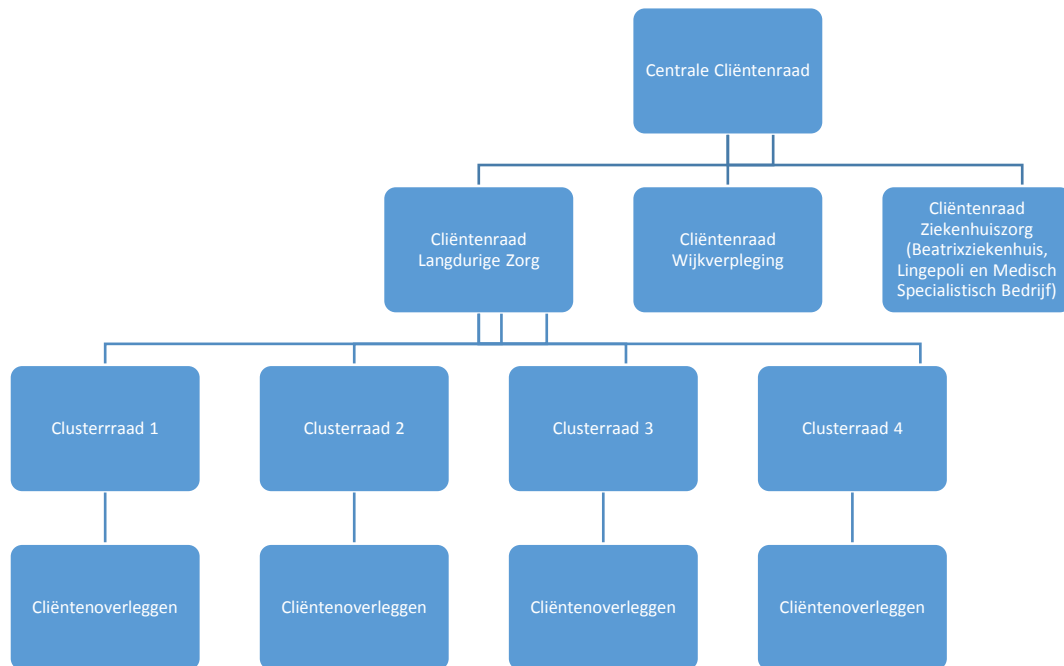 Centrale Cliëntenraad
Cliëntenraad
Langdurige Zorg
Cliëntenraad
Wijkverpleging
Cliëntenraad
Ziekenhuiszorg
(Beatrixziekenhuis,
Lingepoli en Medisch
Specialistisch Bedrijf)
Clusterrraad 1
Clusterraad 2
Clusterraad 3
Clusterraad 4
Cliëntenoverleggen
Cliëntenoverleggen
Cliëntenoverleggen
Cliëntenoverleggen